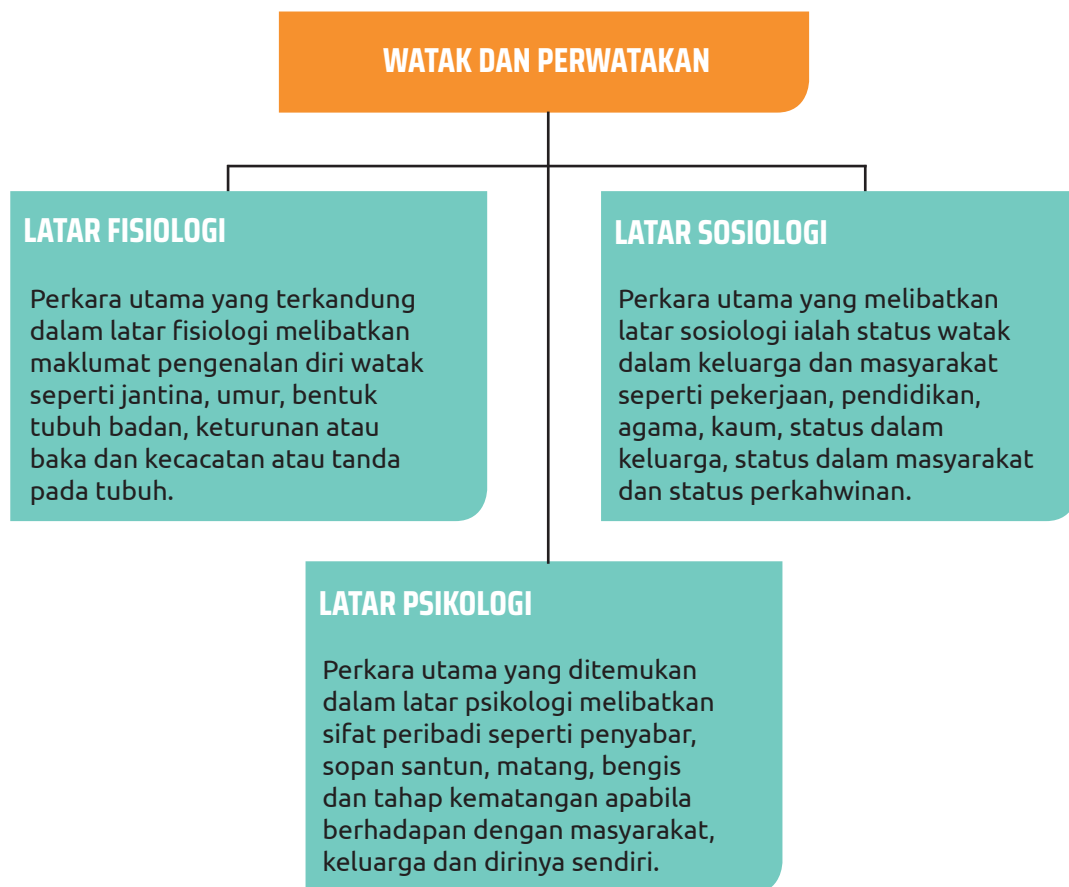 WATAK DAN PERWATAKAN
LATAR FISIOLOGI
Perkara utama yang terkandung
dalam latar fisiologi melibatkan
maklumat pengenalan diri watak
seperti jantina, umur, bentuk
tubuh badan, keturunan atau
baka dan kecacatan atau tanda
pada tubuh.
LATAR SOSIOLOGI
Perkara utama yang melibatkan
latar sosiologi ialah status watak
dalam keluarga dan masyarakat
seperti pekerjaan, pendidikan,
agama, kaum, status dalam
keluarga, status dalam masyarakat
dan status perkahwinan.
LATAR PSIKOLOGI
Perkara utama yang ditemukan
dalam latar psikologi melibatkan
sifat peribadi seperti penyabar,
sopan santun, matang, bengis
dan tahap kematangan apabila
berhadapan dengan masyarakat,
keluarga dan dirinya sendiri.